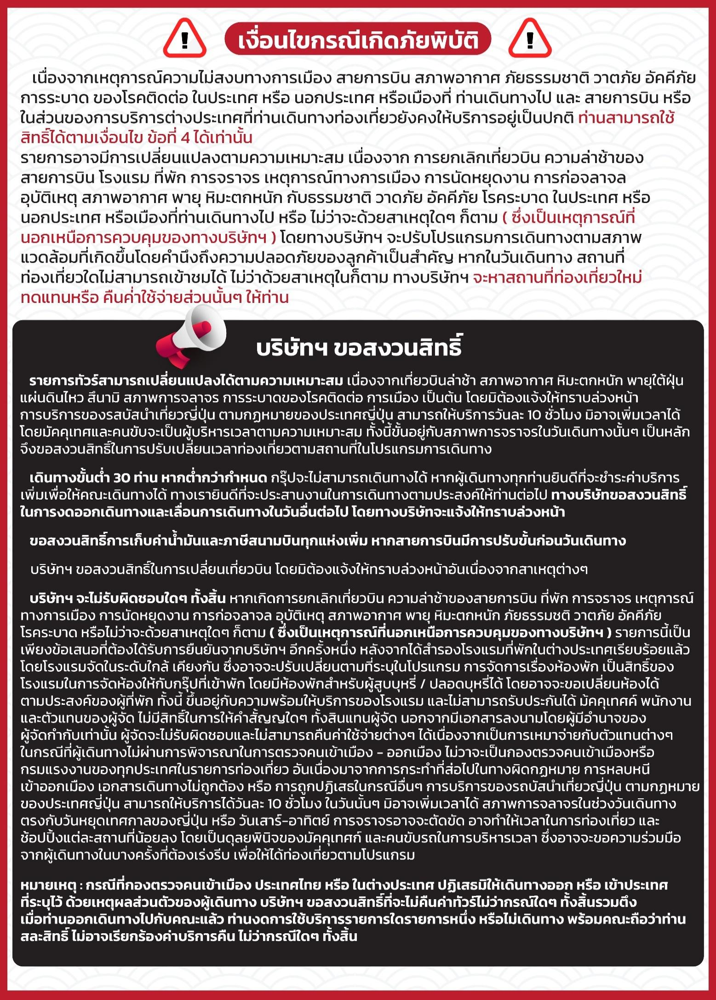 เงื่อนไขกรณีเกิดภัยพิบัติ
เนื่องจากเหตุการณ์ความไม่สงบทางการเมือง สายการบิน สภาพอากาศ ภัยธรรมชาติ วาตภัย อัคคีภัย
การระบาด ของโรคติดต่อ ในประเทศ หรือ นอกประเทศ หรือเมืองที่ ท่านเดินทางไป และ สายการบิน หรือ
ในส่วนของการบริการต่างประเทศที่ท่านเดินทางท่องเที่ยวยังคงให้บริการอยู่เป็นปกติ ท่านสามารถใช้
สิทธิ์ได้ตามเงื่อนไข ข้อที่ 4 ได้เท่านั้น
รายการอาจมีการเปลี่ยนแปลงตามความเหมาะสม เนื่องจาก การยกเลิกเที่ยวบิน ความล่าช้าของ
สายการบิน โรงแรม ที่พัก การจราจร เหตุการณ์ทางการเมือง การนัดหยุดงาน การก่อจลาจล
อุบัติเหตุ สภาพอากาศ พายุ หิมะตกหนัก กับธรรมชาติ วาดภัย อัคคีภัย โรคระบาด ในประเทศ หรือ
นอกประเทศ หรือเมืองที่ท่านเดินทางไป หรือ ไม่ว่าจะด้วยสาเหตุใดๆ ก็ตาม ( ซึ่งเป็นเหตุการณ์ที่
นอกเหนือการควบคุมของทางบริษัทฯ ) โดยทางบริษัทฯ จะปรับโปรแกรมการเดินทางตามสภาพ
แวดล้อมที่เกิดขึ้นโดยคำนึงถึงความปลอดภัยของลูกค้าเป็นสำคัญ หากในวันเดินทาง สถานที่
ท่องเที่ยวใดไม่สามารถเข้าชมได้ ไม่ว่าด้วยสาเหตุในก็ตาม ทางบริษัทฯ จะหาสถานที่ท่องเที่ยวใหม่
ทดแทนหรือ คืนค่ำใช้จ่ายส่วนนั้นๆ ให้ท่าน
บริษัทฯ ขอสงวนสิทธิ์
รายการทัวร์สามารถเปลี่ยนแปลงได้ตามความเหมาะสม เนื่องจากเที่ยวบินล่าช้า สภาพอากาศ หิมะตกหนัก พายุใต้ฝุ่น
แผ่นดินไหว สึนามิ สภาพการจลาจร การระบาดของโรคติดต่อ การเมือง เป็นต้น โดยมิต้องแจ้งให้ทราบล่วงหน้า
การบริการของรสบัสนำเที่ยวญี่ปุ่น ตามกฎหมายของประเทศญี่ปุ่น สามารถให้บริการวันละ 10 ชั่วโมง มิอาจเพิ่มเวลาได้
โดยมัคคุเทศและคนขับจะเป็นผู้บริหารเวลาตามความเหมาะสม ทั้งนี้ขั้นอยู่กับสภาพการจราจรในวันเดินทางนั้นๆ เป็นหลัก
จึงขอสงวนสิทธิ์ในการปรับเปลี่ยนเวลาท่องเที่ยวตามสถานที่ในโปรแกรมการเดินทาง
เดินทางขั้นต่ำ 30 ท่าน หากต่ำกว่ากำหนด กรุ๊ปจะไม่สามารถเดินทางได้ หากผู้เดินทางทุกท่านยินดีที่จะชำระค่าบริการ
เพิ่มเพื่อให้คณะเดินทางได้ ทางเรายินดีที่จะประสานงานในการเดินทางตามประสงค์ให้ท่านต่อไป ทางบริษัทขอสงวนสิทธิ์
ในการงดออกเดินทางและเลื่อนการเดินทางในวันอื่นต่อไป โดยทางบริษัทจะแจ้งให้ทราบล่วงหน้า
ขอสงวนสิทธิ์การเก็บค่าน้ำมันและภาษีสนามบินทุกแห่งเพิ่ม หากสายการบินมีการปรับขั้นก่อนวันเดินทาง
บริษัทฯ ขอสงวนสิทธิ์ในการเปลี่ยนเที่ยวบิน โดยมิต้องแจ้งให้ทราบล่วงหน้าอันเนื่องจากสาเหตุต่างๆ
บริษัทฯ จะไม่รับผิดชอบใดๆ ทั้งสิ้น หากเกิดการยกเลิกเที่ยวบิน ความล่าช้าของสายการบิน ที่พัก การจราจร เหตุการณ์
ทางการเมือง การนัดหยุดงาน การก่อจลาจล อุบัติเหตุ สภาพอากาศ พายุ หิมะตกหนัก ภัยธรรมชติ วาตภัย อัคคีภัย
โรคระบาด หรือไม่ว่าจะด้วยสาเหตุใดๆ ก็ตาม ( ซึ่งเป็นเหตุการณ์ที่นอกเหนือการควบคุมของทางบริษัทฯ ) รายการนี้เป็น
เพียงข้อเสนอที่ต้องได้รับการยืนยันจากบริษัทฯ อีกครั้งหนึ่ง หลังจากได้สำรองโรงแรมที่พักในต่างประเทศเรียบร้อยแล้ว
โดยโรงแรมจัดในระดับใกล้ เคียงกัน ซึ่งอาจจะปรับเปลี่ยนตามที่ระบุในโปรแกรม การจัดการเรื่องห้องพัก เป็นสิทธิ์ของ
โรงแรมในการจัดห้องให้กับกรุ๊ปที่เข้าพัก โดยมีห้องพักสำหรับผู้สูบบุหรี่ / ปลอดบุหรี่ได้ โดยอาจจะขอเปลี่ยนห้องได้
ตามประสงค์ของผู้ที่พัก ทั้งนี้ ขึ้นอยู่กับความพร้อมให้บริการของโรงแรม และไม่สามารถรับประกันได้ มัคคุเทศค์ พนักงาน
และตัวแทนของผู้จัด ไม่มีสิทธิ์ในการให้คำสั้ญญใดๆ ทั้งสินแทนผู้จัด นอกจากมีเอกสารลงนามโดยผู้มีอำนาจของ
ผู้จัดกำกับเท่านั้น ผู้จัดจะไม่รับผิดชอบและไม่สามารถคืนค่าใช้จ่ายต่างๆ ได้เนื่องจากเป็นการเหมาจ่ายกับตัวแทนต่างๆ
ในกรณีที่ผู้เดินทางไม่ผ่านการพิจารณาในการตรวจคนเข้าเมือง – ออกเมือง ไม่วาจะเป็นกองตรวจคนเข้าเมืองหรือ
กรมแรงงานของทุกประเทศในรายการท่องเที่ยว อันเนื่องมาจากการกระทำที่ส่อไปในทางผิดกฎหมาย การหลบหนี
เข้าออกเมือง เอกสารเดินทางไม่ถูกต้อง หรือ การถูกปฏิเสธในกรณีอื่นๆ การบริการของรถบัสนำเที่ยวญี่ปุ่น ตามกฎหมาย
ของประเทศญี่ปุ่น สามารถให้บริการได้วันละ 10 ชั่วโมง ในวันนั้นๆ มิอาจเพิ่มเวลาได้ สภาพการจลาจรในช่วงวันเดินทาง
ตรงกับวันหยุดเทศกาลของญี่ปุ่น หรือ วันเสาร์-อาทิตย์ การจราจรอาจจะตัดขัด อาจทำให้เวลาในการท่องเที่ยว และ
ช้อปปิ้งแต่ละสถานที่น้อยลง โดยเป็นดุลยพินิจของมัคคุเทศก์ และคนขับรถในการบริหารเวลา ซึ่งอาจจะขอความร่วมมือ
จากผู้เดินทางในบางครั้งที่ต้องเร่งรีบ เพื่อให้ได้ท่องเที่ยวตามโปรแกรม
หมายเหตุ : กรณีที่กองตรวจคนเข้าเมือง ประเทศไทย หรือ ในต่างประเทศ ปฏิเสธมิให้เดินทางออก หรือ เข้าประเทศ
ที่ระบุไว้ ด้วยเหตุผลส่วนตัวของผู้เดินทาง บริษัทฯ ขอสงวนสิทธิ์ที่จะไม่คืนค่าทัวร์ไม่ว่ากรณีใดๆ ทั้งสิ้นรวมตึง
เมื่อท่านออกเดินทางไปกับคณะแล้ว ท่านงดการใช้บริการรายการใดรายการหนึ่ง หรือไม่เดินทาง พร้อมคณะถือว่าท่าน
สละสิทธิ์ ไม่อาจเรียกร้องค่าบริการคืน ไม่ว่ากรณีใดๆ ทั้งสิ้น